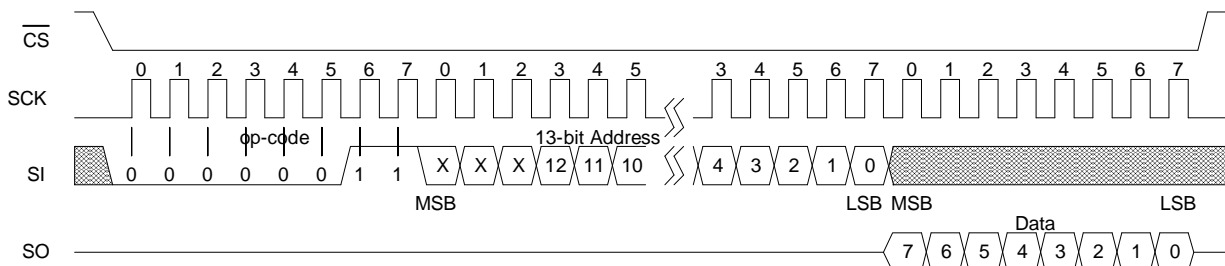 CS
0 1 2 3 4 5 6 7 0 1 2 3 4 5 3 4 5 6 7 0 1 2 3 4 5 6 7
SCK
op-code 13-bit Address
SI 0 0 0 0 0 0 1 1 X X X 12 11 10 4 3 2 1 0
MSB LSB MSB LSB
Data
SO 7 6 5 4 3 2 1 0